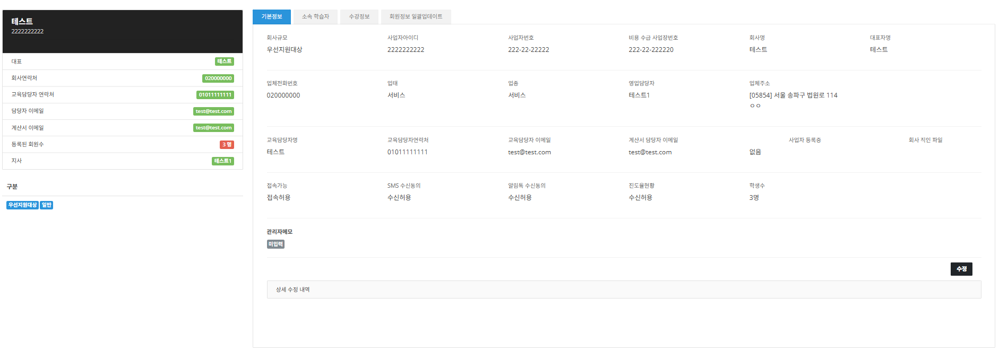 테스트
2222222222
대표 테스트
회사연락처 020000000
교육담당자 연락처 01011111111
담당자 이메일 test@test.com
계산서 이메일 test@test.com
등록된 회원수 3 명
지사 테스트1
구분
우선지원대상 일반
기본정보 소속 학습자 수강정보 회원정보 일괄업데이트
회사규모 사업자아이디 사업자번호 비용 수급 사업장번호 회사명 대표자명
우선지원대상 2222222222 222-22-22222 222-22-222220 테스트 테스트
업체전화번호 업태 업종 영업담당자 업체주소
020000000 서비스 서비스 테스트1 [05854] 서울 송파구 법원로 114
ㅇㅇ
교육담당자명 교육담당자연락처 교육담당자 이메일 계산서 담당자 이메일 사업자 등록증 회사 직인 파일
테스트 01011111111 test@test.com test@test.com 없음
접속가능 SMS 수신동의 알림톡 수신동의 진도율현황 학생수
접속허용 수신허용 수신허용 수신허용 3명
관리자메모
미입력
수정
상세 수정 내역